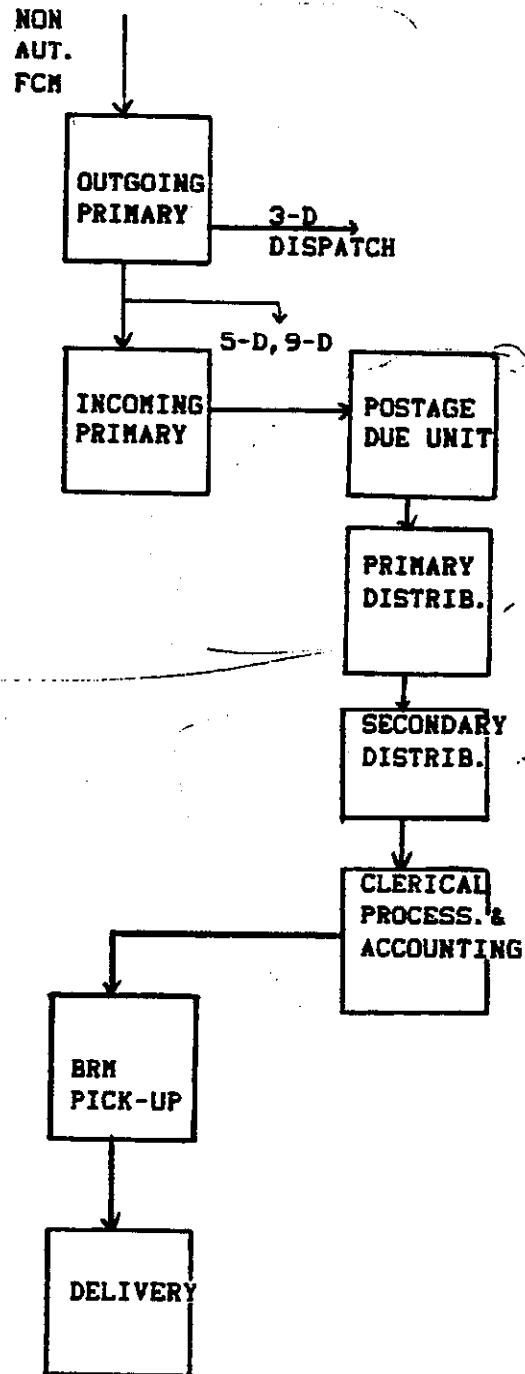 NON
AUT.
FCM
OUTGOING
PRIMARY
3-D
DISPATCH
5-D, 9-D
INCOMING
PRIMARY
POSTAGE
DUE UNIT
PRIMARY
DISTRIB.
SECONDARY
DISTRIB.
CLERICAL
PROCESS. &
ACCOUNTING
BRM
PICK-UP
DELIVERY